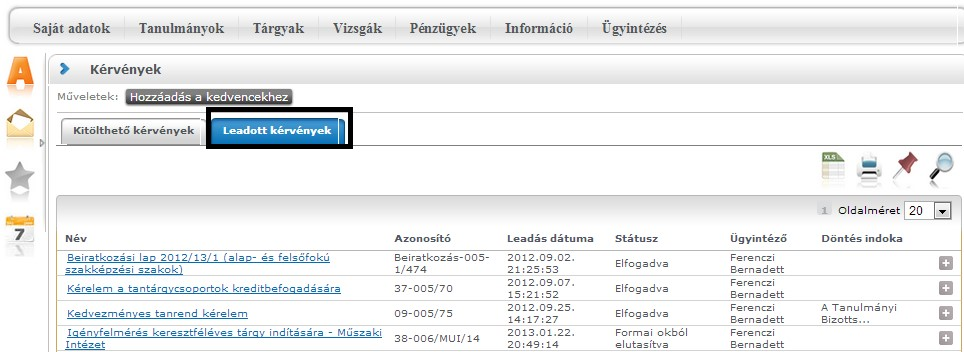 Saját adatok Tanulmányok Tárgyak Vizsgák Pénzügyek Információ Ügyintézés
Kérvények
Műveletek: Hozzáadás a kedvencekhez
Kitölthető kérvények Leadott kérvények
XLS
1 Oldalméret 20
Név Azonosító Leadás dátuma Státusz Ügyintéző Döntés indoka
Beiratkozási lap 2012/13/1 (alap- és felsőfokú Beiratkozás-005- 2012.09.02. Elfogadva Ferenczi
szakképzési szakok) 1/474 21:25:53 Bernadett
Kérelem a tantárgycsoportok kreditbefogadására 37-005/70 2012.09.07. Elfogadva Ferenczi
15:21:52 Bernadett
Kedvezményes tanrend kérelem 09-005/75 2012.09.25. Elfogadva Ferenczi A Tanulmányi
14:17:27 Bernadett Bizotts...
Igényfelmérés keresztféléves tárgy indítására - Műszaki 38-006/MUI/14 2013.01.22. Formai okból Ferenczi
Intézet 20:49:14 elutasítva Bernadett
A
7